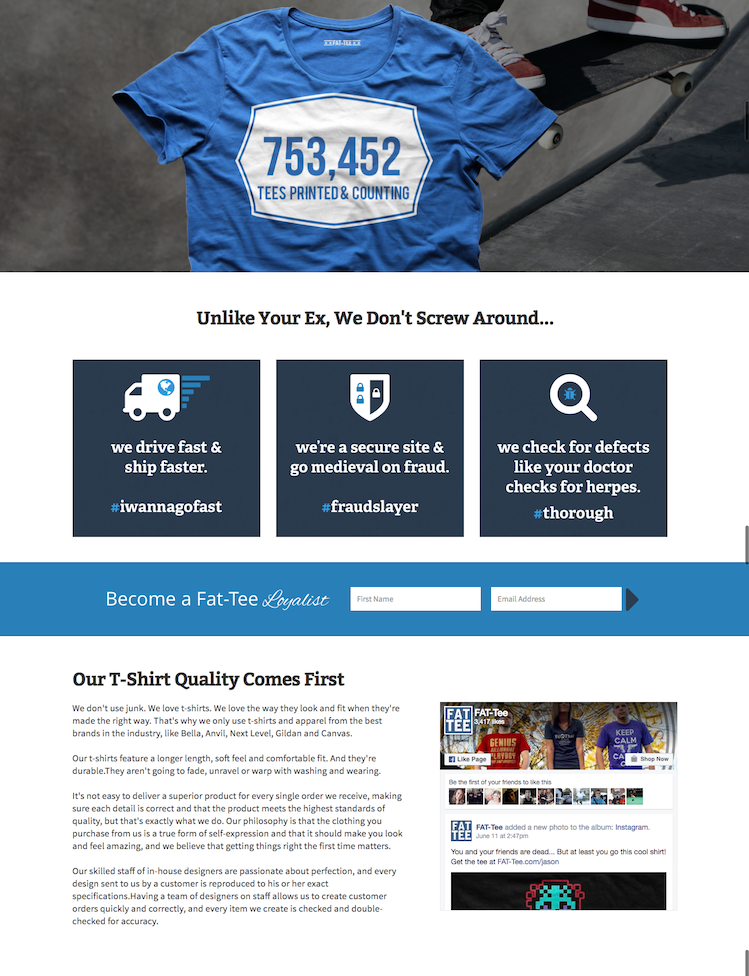 FAT-TEE
753,452
TEES PRINTED & COUNTING
Unlike Your Ex, We Don't Screw Around...
we drive fast &
ship faster.
#iwannagofast
we're a secure site &
go medieval on fraud.
#fraudslayer
we check for defects
like your doctor
checks for herpes.
#thorough
Become a Fat-Tee Loyalist
First Name
Email Address
Our T-Shirt Quality Comes First
We don't use junk. We love t-shirts. We love the way they look and fit when they're
made the right way. That's why we only use t-shirts and apparel from the best
brands in the industry, like Bella, Anvil, Next Level, Gildan and Canvas.
Our t-shirts feature a longer length, soft feel and comfortable fit. And they're
durable.They aren't going to fade, unravel or warp with washing and wearing.
It's not easy to deliver a superior product for every single order we receive, making
sure each detail is correct and that the product meets the highest standards of
quality, but that's exactly what we do. Our philosophy is that the clothing you
purchase from us is a true form of self-expression and that it should make you look
and feel amazing, and we believe that getting things right the first time matters.
Our skilled staff of in-house designers are passionate about perfection, and every
design sent to us by a customer is reproduced to his or her exact
specifications.Having a team of designers on staff allows us to create customer
orders quickly and correctly, and every item we create is checked and double-
checked for accuracy.
FAT
TEE
FAT-Tee
3,417 likes
GENIUS
BILLIONAIRE
PLAYBOY
KEEP
CALM
Like Page
Shop Now
Be the first of your friends to like this
FAT
TEE
FAT-Tee added a new photo to the album: Instagram.
June 11 at 2:47pm
You and your friends are dead... But at least you go this cool shirt!
Get the tee at FAT-Tee.com/jason